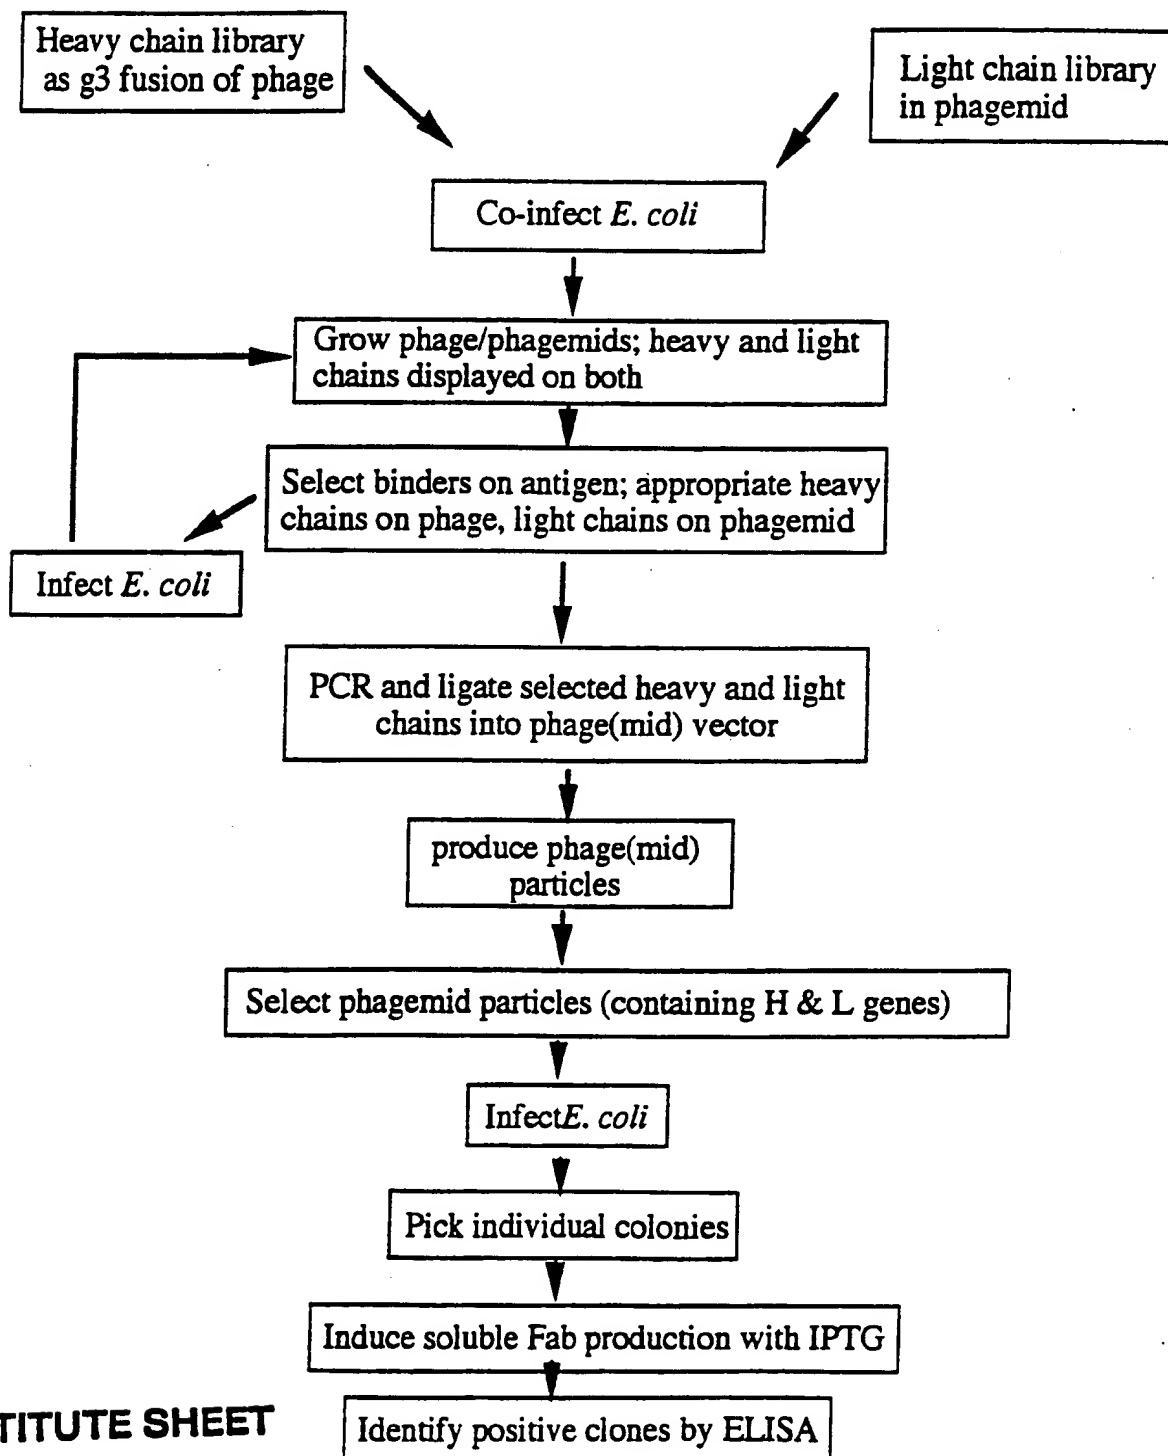 Heavy chain library
as g3 fusion of phage
Light chain library
in phagemid
Co-infect E. coli
Grow phage/phagemids; heavy and light
chains displayed on both
Select binders on antigen; appropriate heavy
chains on phage, light chains on phagemid
Infect E. coli
PCR and ligate selected heavy and light
chains into phage(mid) vector
produce phage(mid)
particles
Select phagemid particles (containing H & L genes)
InfectE. coli
Pick individual colonies
Induce soluble Fab production with IPTG
TITUTE SHEET
Identify positive clones by ELISA